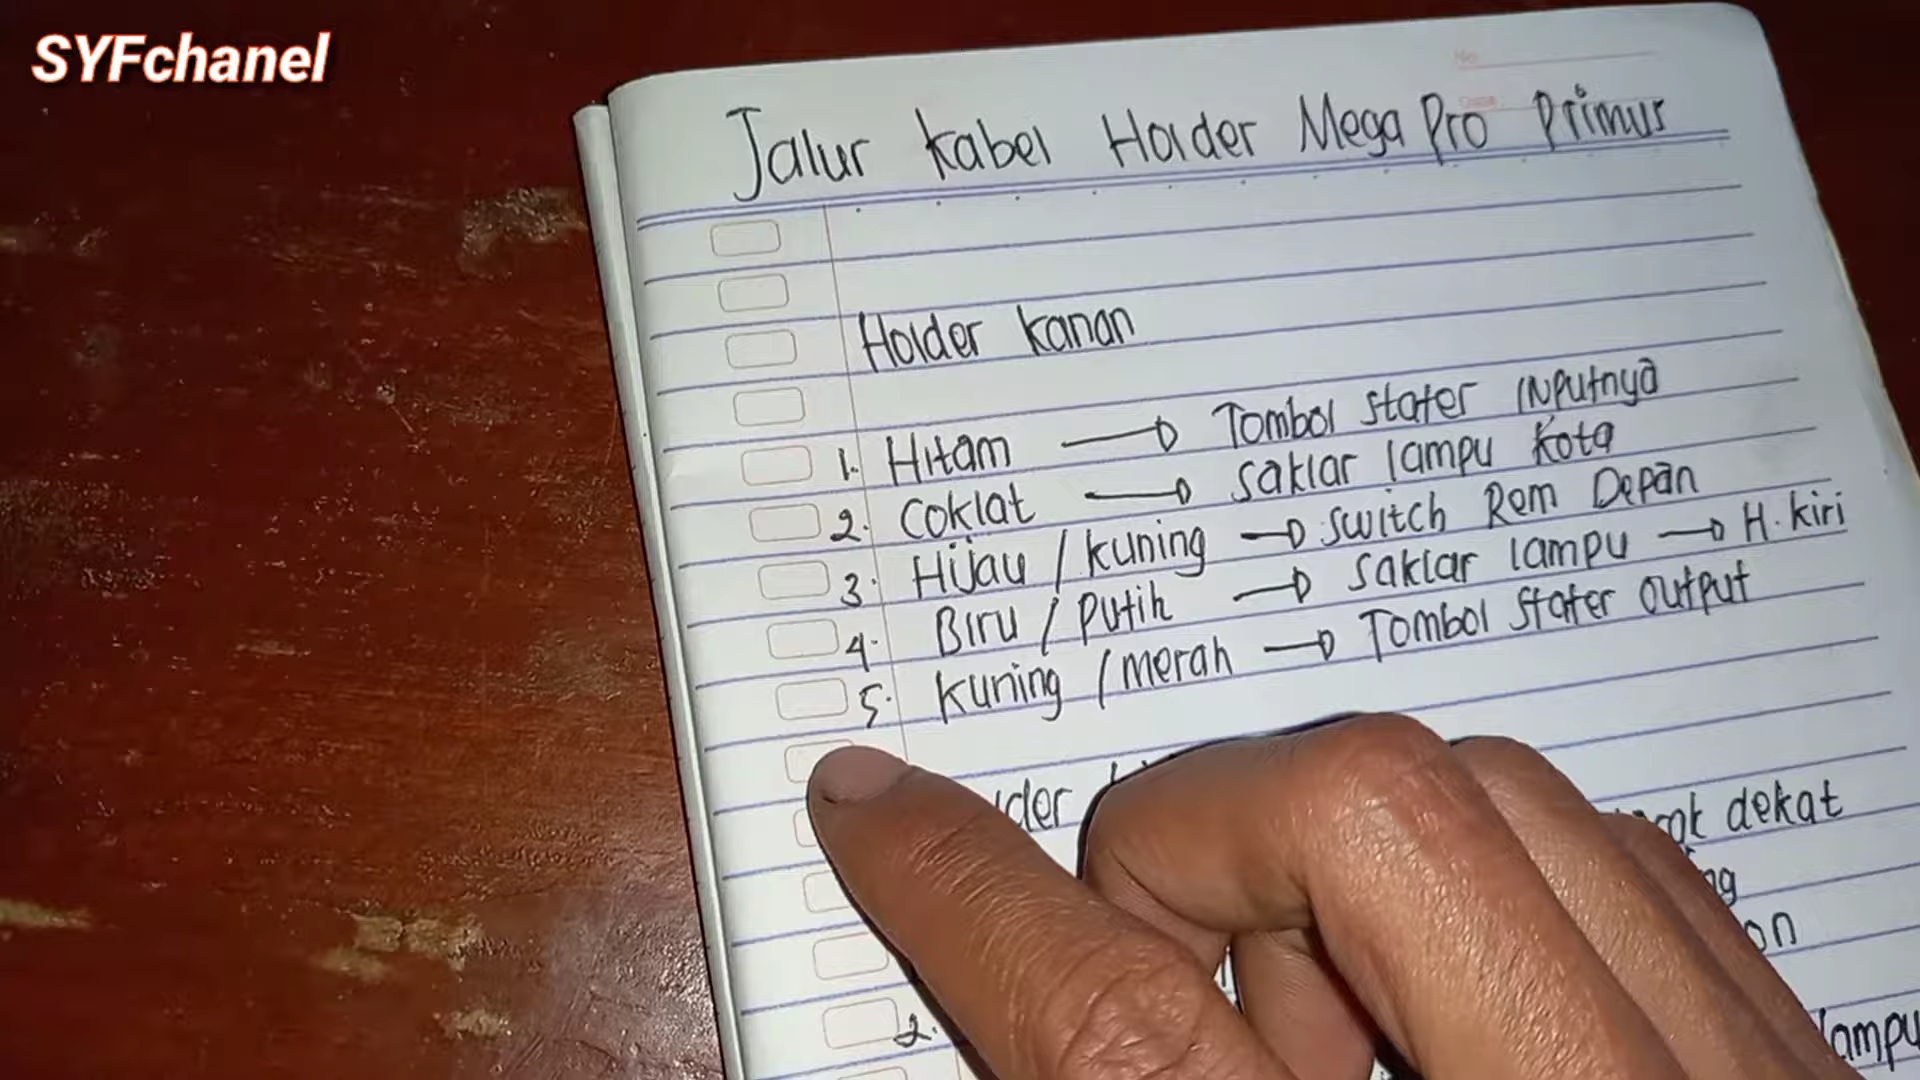 SYFchanel
Jalur Kabel Holder Mega Pro Primus
Holder Kanan
1. Hitam → Tombol stater inputnya
2. Coklat → Saklar lampu kota
3. Hijau / kuning → switch Rem Depan
4. Biru / putih → saklar lampu → H. kiri
5. Kuning / merah → Tombol stater output
dekat
2.
lampu